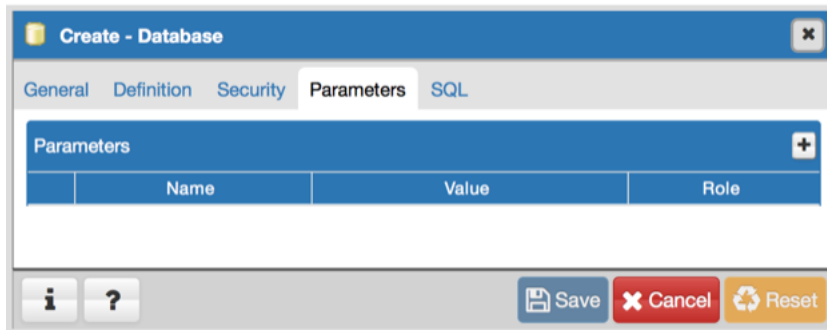 Create - Database
General Definition Security Parameters SQL
Parameters
Name Value Role
i ? Save Cancel Reset